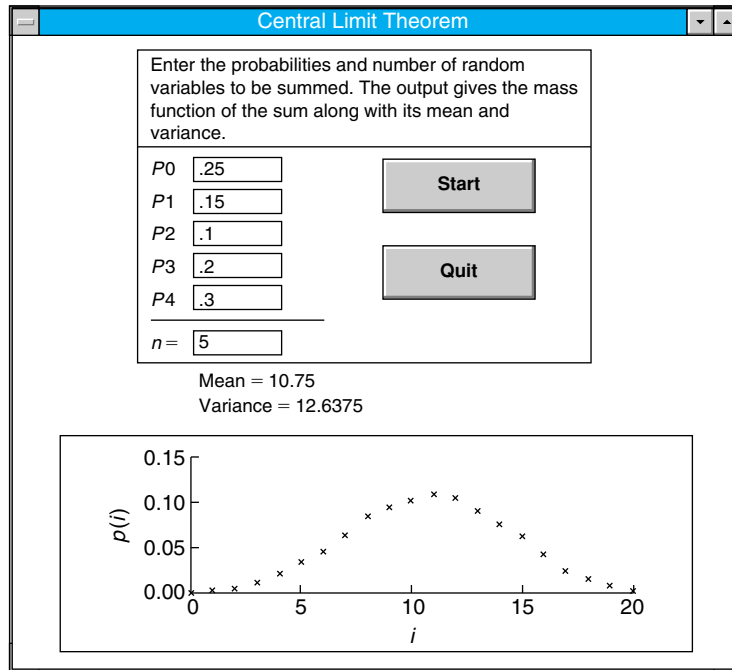 Central Limit Theorem
Enter the probabilities and number of random
variables to be summed. The output gives the mass
function of the sum along with its mean and
variance.
P0 .25
P1 .15
P2 .1
P3 .2
P4 .3
n = 5
Start
Quit
Mean = 10.75
Variance = 12.6375
0.15
0.10
0.05
0.00
p(i)
0 5 10 15 20
i